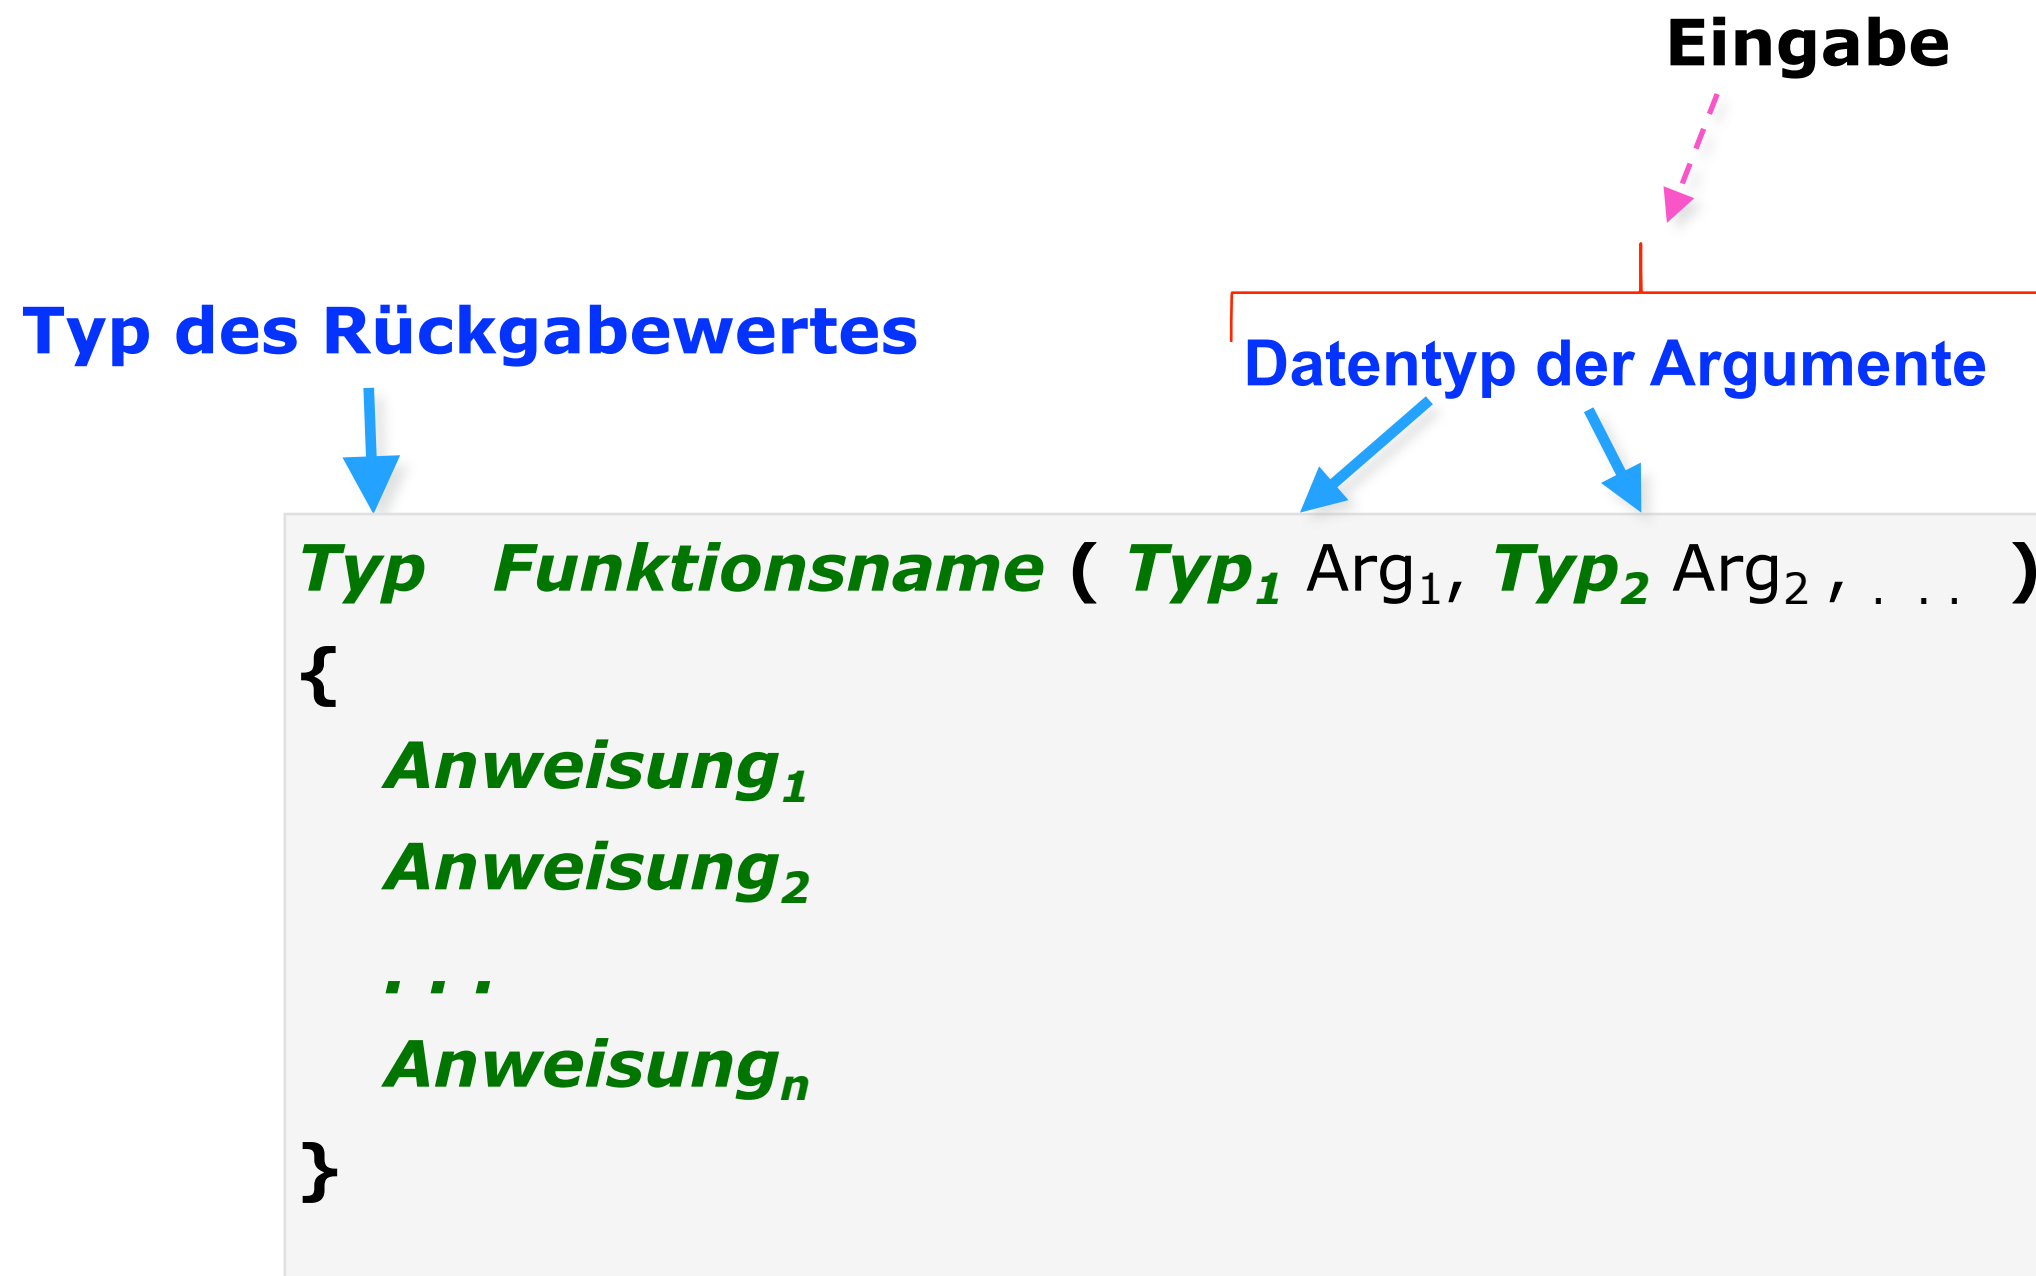 Eingabe
Typ des Rückgabewertes
Datentyp der Argumente
Typ Funktionsname ( Typ₁ Arg₁, Typ₂ Arg₂ , . . . )
{
Anweisung₁
Anweisung₂
. . .
Anweisungₙ
}